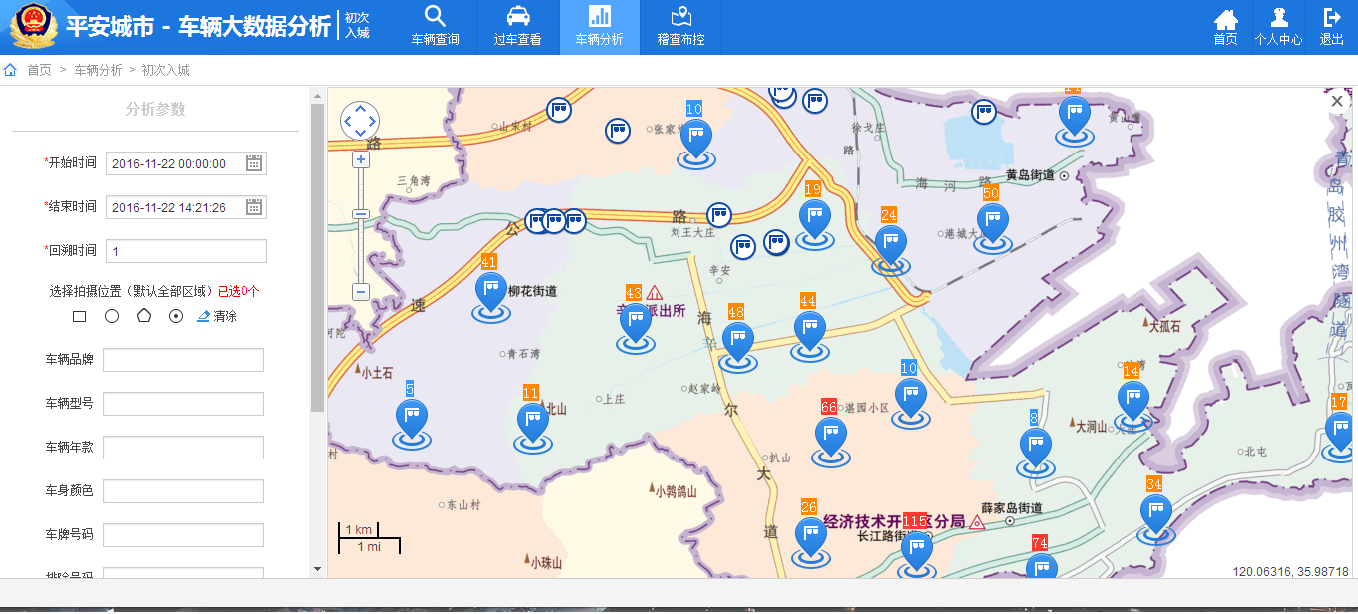 平安城市 - 车辆大数据分析
初次
入城
车辆查询
过车查看
车辆分析
稽查布控
首页
个人中心
退出
首页 > 车辆分析 > 初次入城
分析参数
*开始时间 2016-11-22 00:00:00
*结束时间 2016-11-22 14:21:26
*回溯时间 1
选择拍摄位置（默认全部区域）已选0个
清除
车辆品牌
车辆型号
车辆年款
车身颜色
车牌号码
排除号码
路
山宋村
10
徐戈庄
路
三角湾
海 河 路
黄岛街道
19
50
24
公
路
刘王大庄
港城大
辛安
41
柳花街道
43
派出所
速
海
48
44
大孤石
青石湾
小土石
赵家岭
10
14
5
11
北山
上庄
尔
66
湛园小区
8
大涧山
17
村
扒山
北屯
小鹁鸽山
大
东山村
26
34
薛家岛街道
经济技术开
115
区分局
长江路街
道
74
小珠山
青岛胶州湾隧道
1 km
1 mi
120.06316, 35.98718